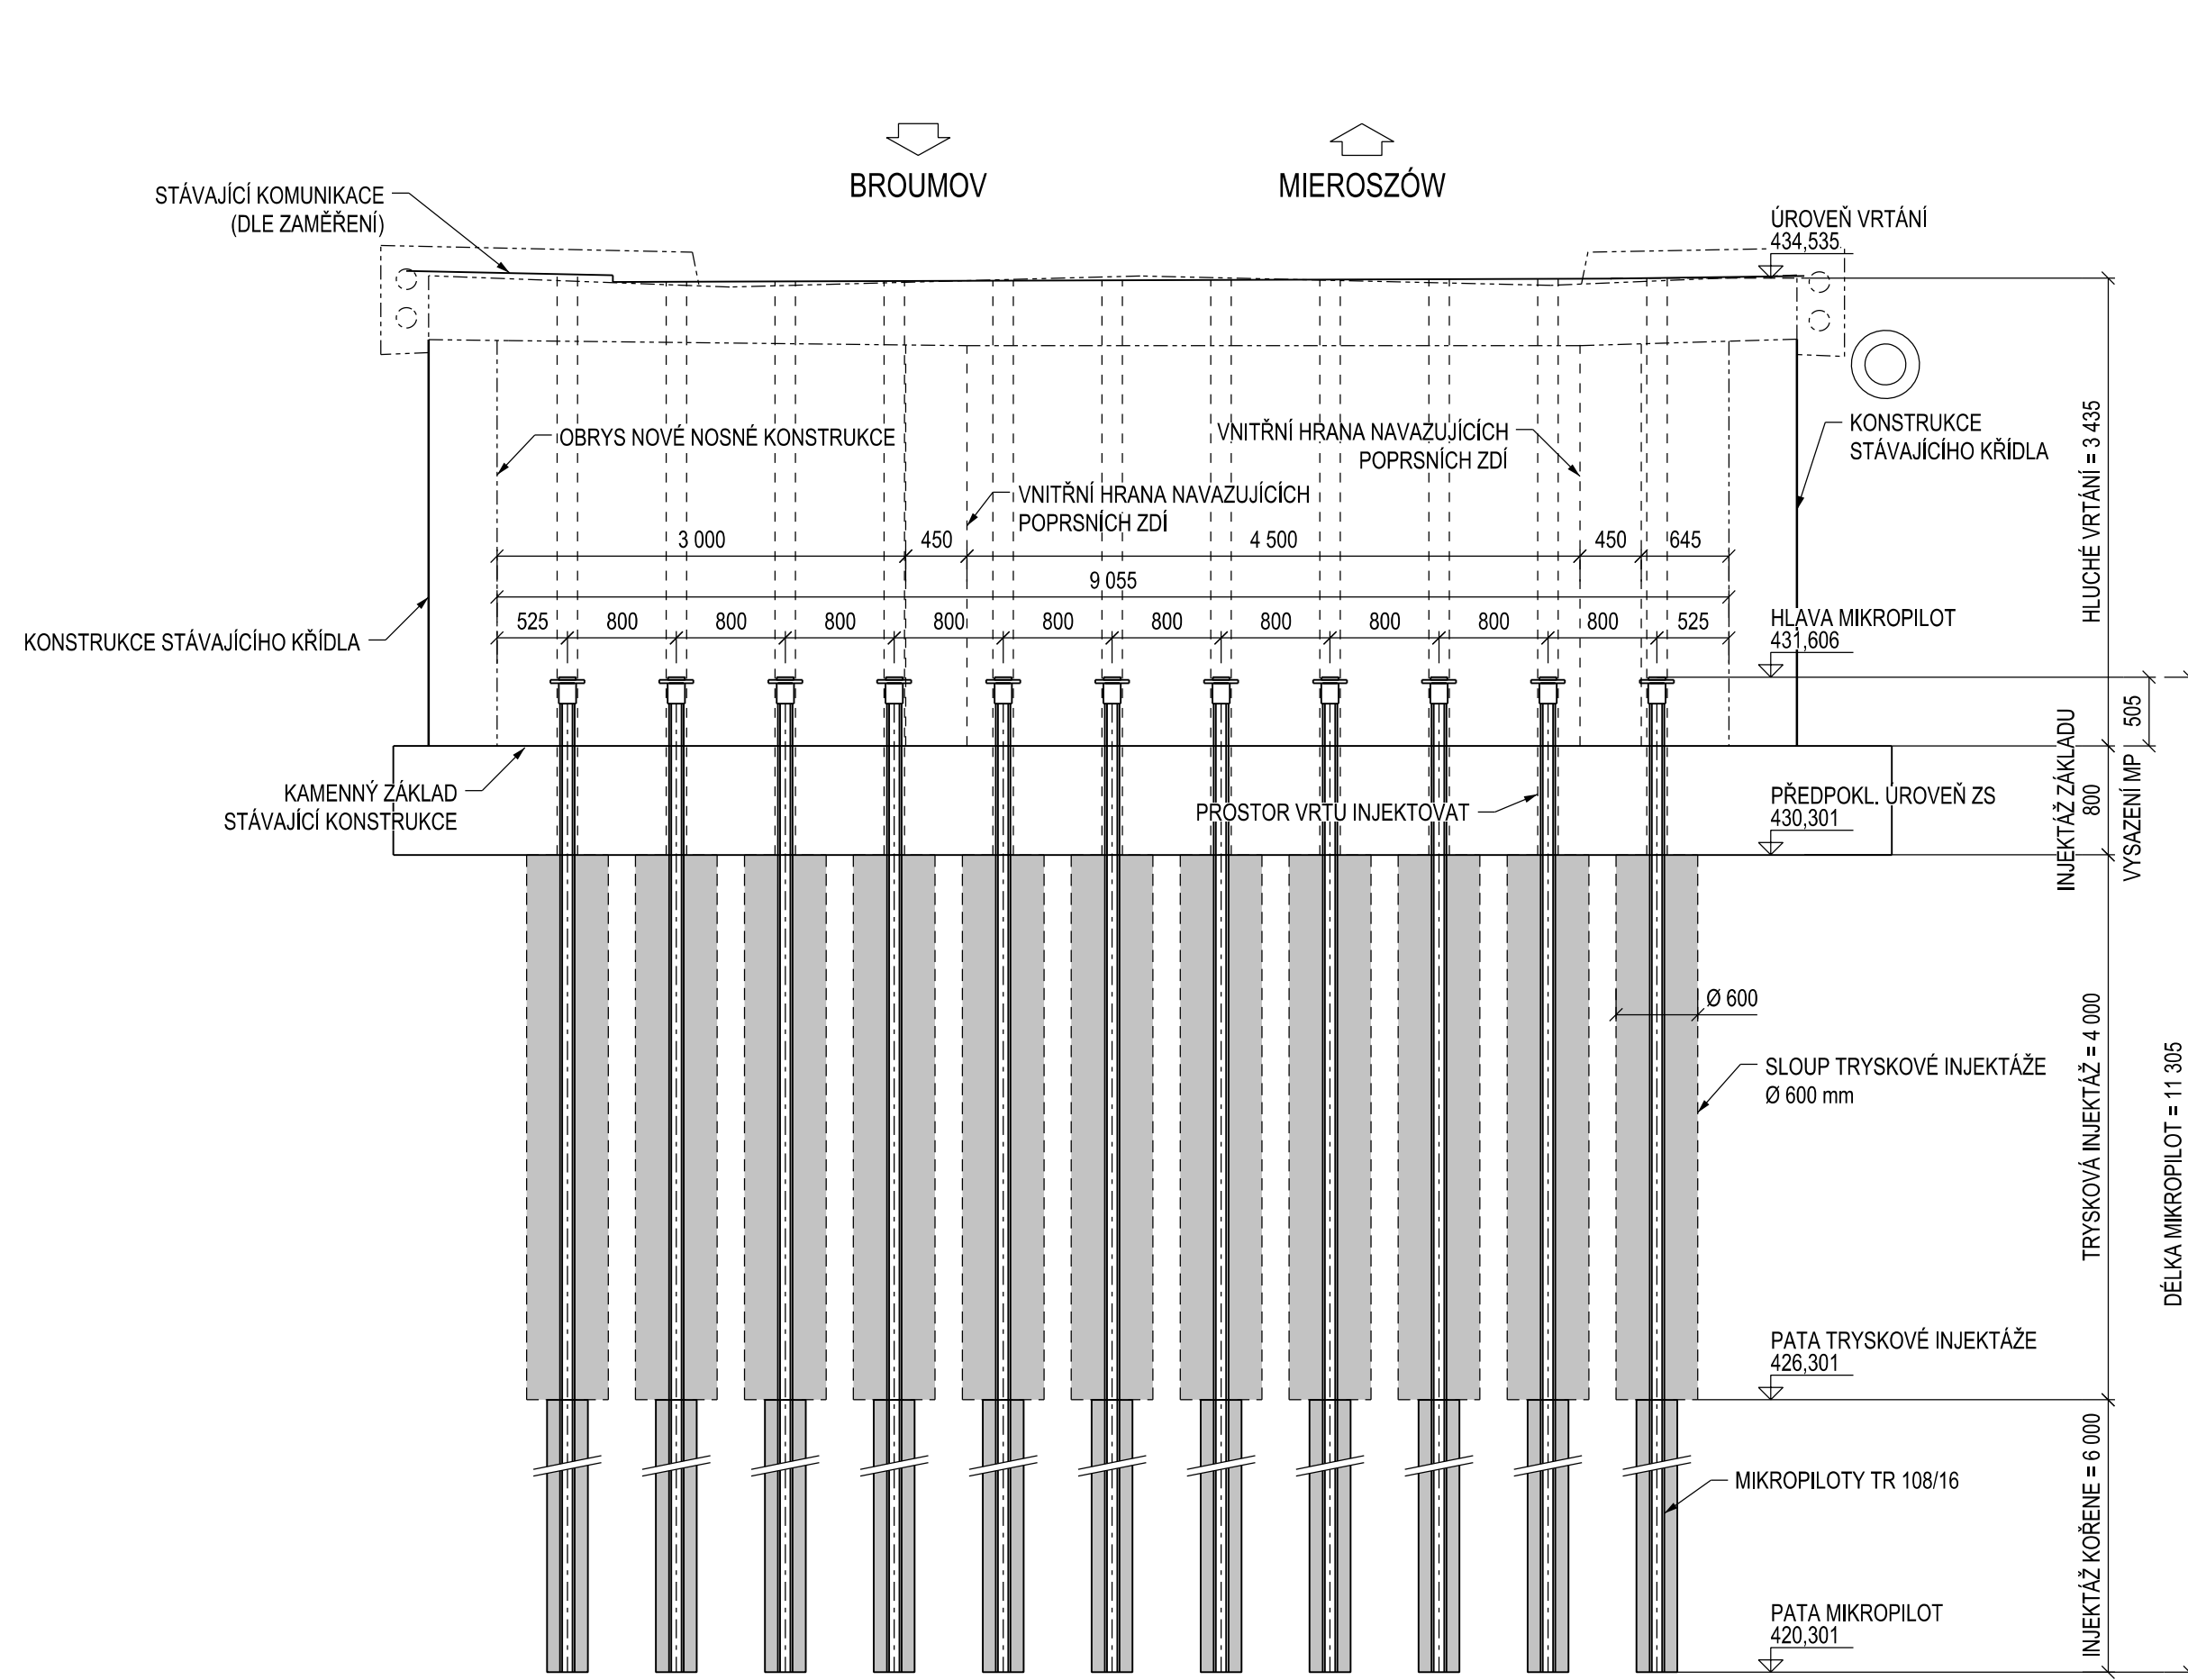 BROUMOV
MIEROSZÓW
STÁVAJÍCÍ KOMUNIKACE
(DLE ZAMĚŘENÍ)
ÚROVEŇ VRTÁNÍ
434,535
OBRYS NOVÉ NOSNÉ KONSTRUKCE
VNITŘNÍ HRANA NAVAZUJÍCÍCH
POPRSNÍCH ZDÍ
KONSTRUKCE
STÁVAJÍCÍHO KŘÍDLA
VNITŘNÍ HRANA NAVAZUJÍCÍCH
POPRSNÍCH ZDÍ
HLUCHÉ VRTÁNÍ = 3 435
3 000
450
4 500
450
645
9 055
525
800
800
800
800
800
800
800
800
800
800
525
KONSTRUKCE STÁVAJÍCÍHO KŘÍDLA
HLAVA MIKROPILOT
431,606
505
VYSAZENÍ MP
INJEKTÁŽ ZÁKLADU
800
KAMENNÝ ZÁKLAD
STÁVAJÍCÍ KONSTRUKCE
PROSTOR VRTU INJEKTOVAT
PŘEDPOKL. ÚROVEŇ ZS
430,301
Ø 600
SLOUP TRYSKOVÉ INJEKTÁŽE
Ø 600 mm
TRYSKOVÁ INJEKTÁŽ = 4 000
DÉLKA MIKROPILOT = 11 305
PATA TRYSKOVÉ INJEKTÁŽE
426,301
MIKROPILOTY TR 108/16
INJEKTÁŽ KOŘENE = 6 000
PATA MIKROPILOT
420,301